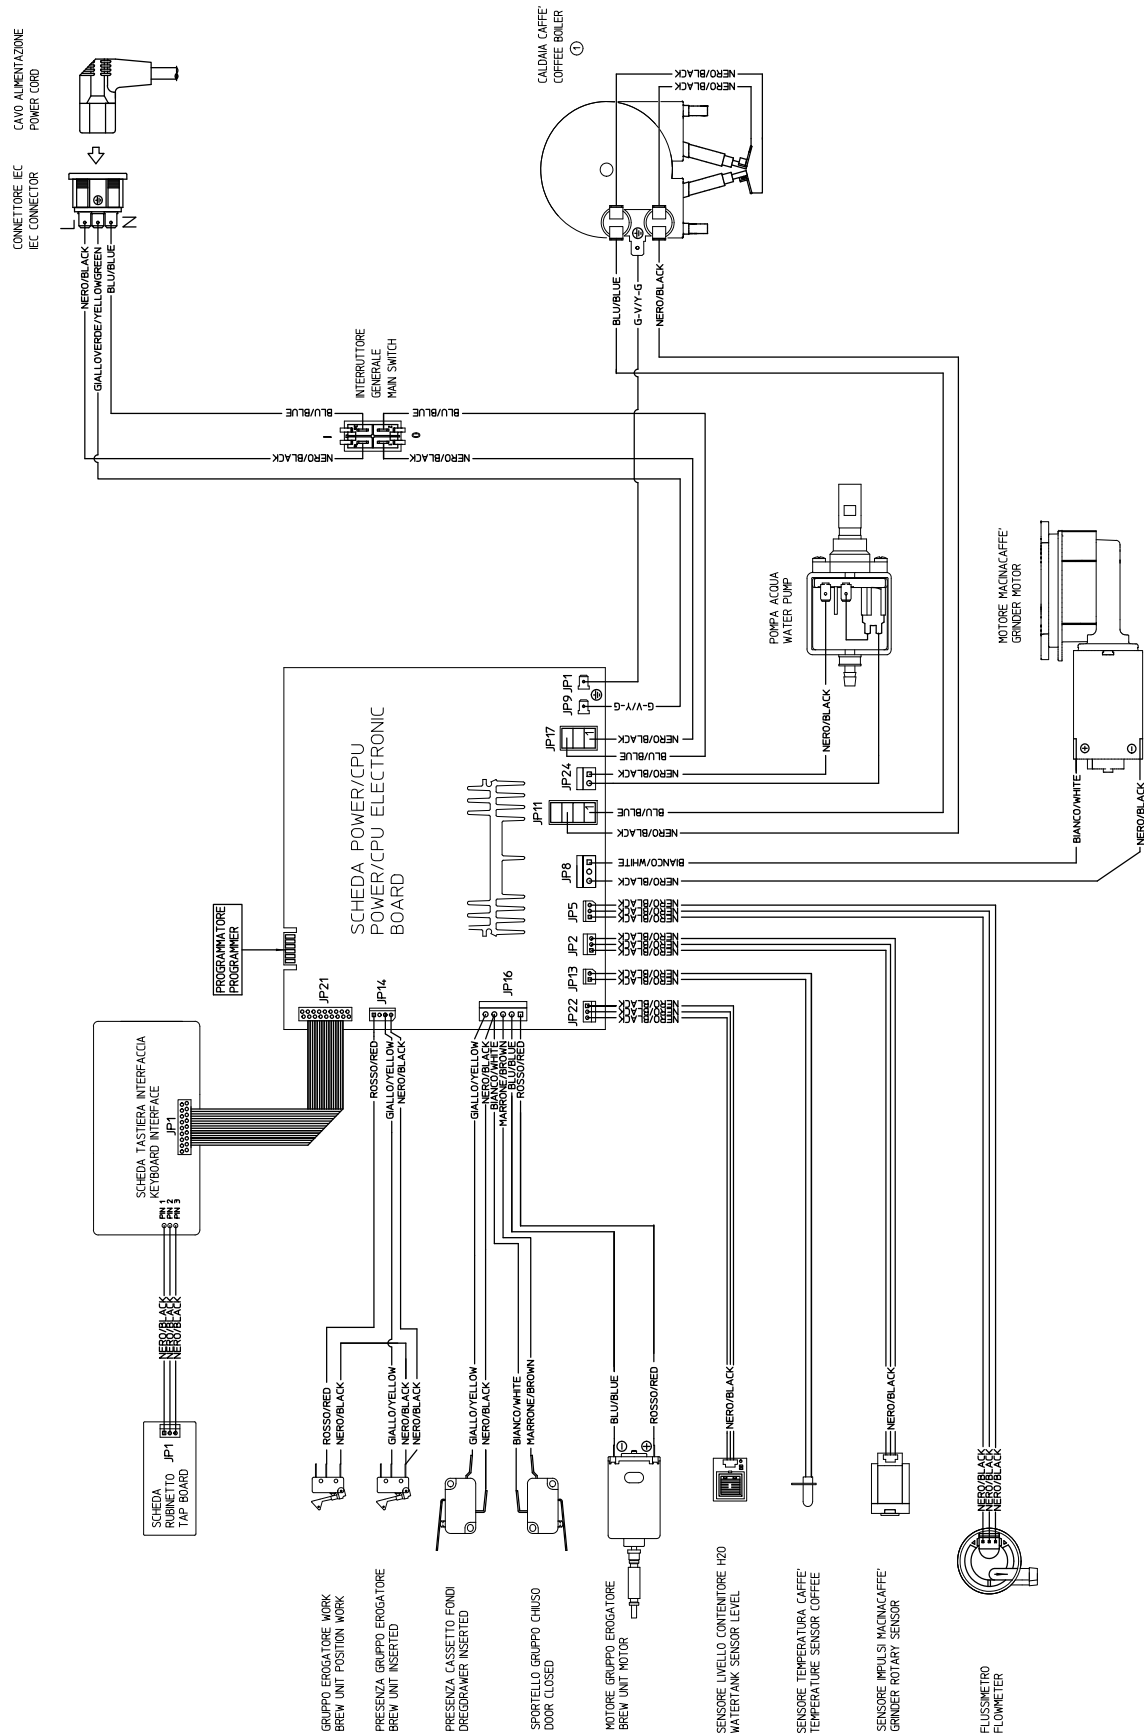 CAVO ALIMENTAZIONE
POWER CORD
CONNETTORE IEC
IEC CONNECTOR
L
N
NERO/BLACK
GIALLOVERDE/YELLOWGREEN
BLU/BLUE
CALDAIA CAFFE'
COFFEE BOILER
1
NERO/BLACK
NERO/BLACK
BLU/BLUE
G-V/Y-G
NERO/BLACK
INTERRUTTORE
GENERALE
MAIN SWITCH
BLU/BLUE
BLU/BLUE
I
0
NERO/BLACK
NERO/BLACK
POMPA ACQUA
WATER PUMP
NERO/BLACK
MOTORE MACINACAFFE'
GRINDER MOTOR
BIANCO/WHITE
NERO/BLACK
SCHEDA POWER/CPU
POWER/CPU ELECTRONIC
BOARD
PROGRAMMATORE
PROGRAMMER
JP1
JP9
G-V/Y-G
JP17
1
NERO/BLACK
BLU/BLUE
JP24
NERO/BLACK
JP11
1
BLU/BLUE
NERO/BLACK
JP8
BIANCO/WHITE
NERO/BLACK
JP5
NERO/BLACK
NERO/BLACK
NERO/BLACK
JP2
NERO/BLACK
NERO/BLACK
NERO/BLACK
JP13
NERO/BLACK
NERO/BLACK
JP22
NERO/BLACK
NERO/BLACK
NERO/BLACK
JP21
JP14
ROSSO/RED
GIALLO/YELLOW
NERO/BLACK
JP16
GIALLO/YELLOW
NERO/BLACK
BIANCO/WHITE
MARRONE/BROWN
BLU/BLUE
ROSSO/RED
SCHEDA TASTIERA INTERFACCIA
KEYBOARD INTERFACE
JP1
PIN 1
PIN 2
PIN 3
NERO/BLACK
NERO/BLACK
NERO/BLACK
SCHEDA
RUBINETTO
TAP BOARD
JP1
ROSSO/RED
NERO/BLACK
GIALLO/YELLOW
NERO/BLACK
NERO/BLACK
GIALLO/YELLOW
NERO/BLACK
BIANCO/WHITE
MARRONE/BROWN
BLU/BLUE
ROSSO/RED
NERO/BLACK
NERO/BLACK
NERO/BLACK
NERO/BLACK
NERO/BLACK
GRUPPO EROGATORE WORK
BREW UNIT POSITION WORK
PRESENZA GRUPPO EROGATORE
BREW UNIT INSERTED
PRESENZA CASSETTO FONDI
DREGDRAWER INSERTED
SPORTELLO GRUPPO CHIUSO
DOOR CLOSED
MOTORE GRUPPO EROGATORE
BREW UNIT MOTOR
SENSORE LIVELLO CONTENITORE H2O
WATERTANK SENSOR LEVEL
SENSORE TEMPERATURA CAFFE'
TEMPERATURE SENSOR COFFEE
SENSORE IMPULSI MACINACAFFE'
GRINDER ROTARY SENSOR
FLUSSIMETRO
FLOWMETER